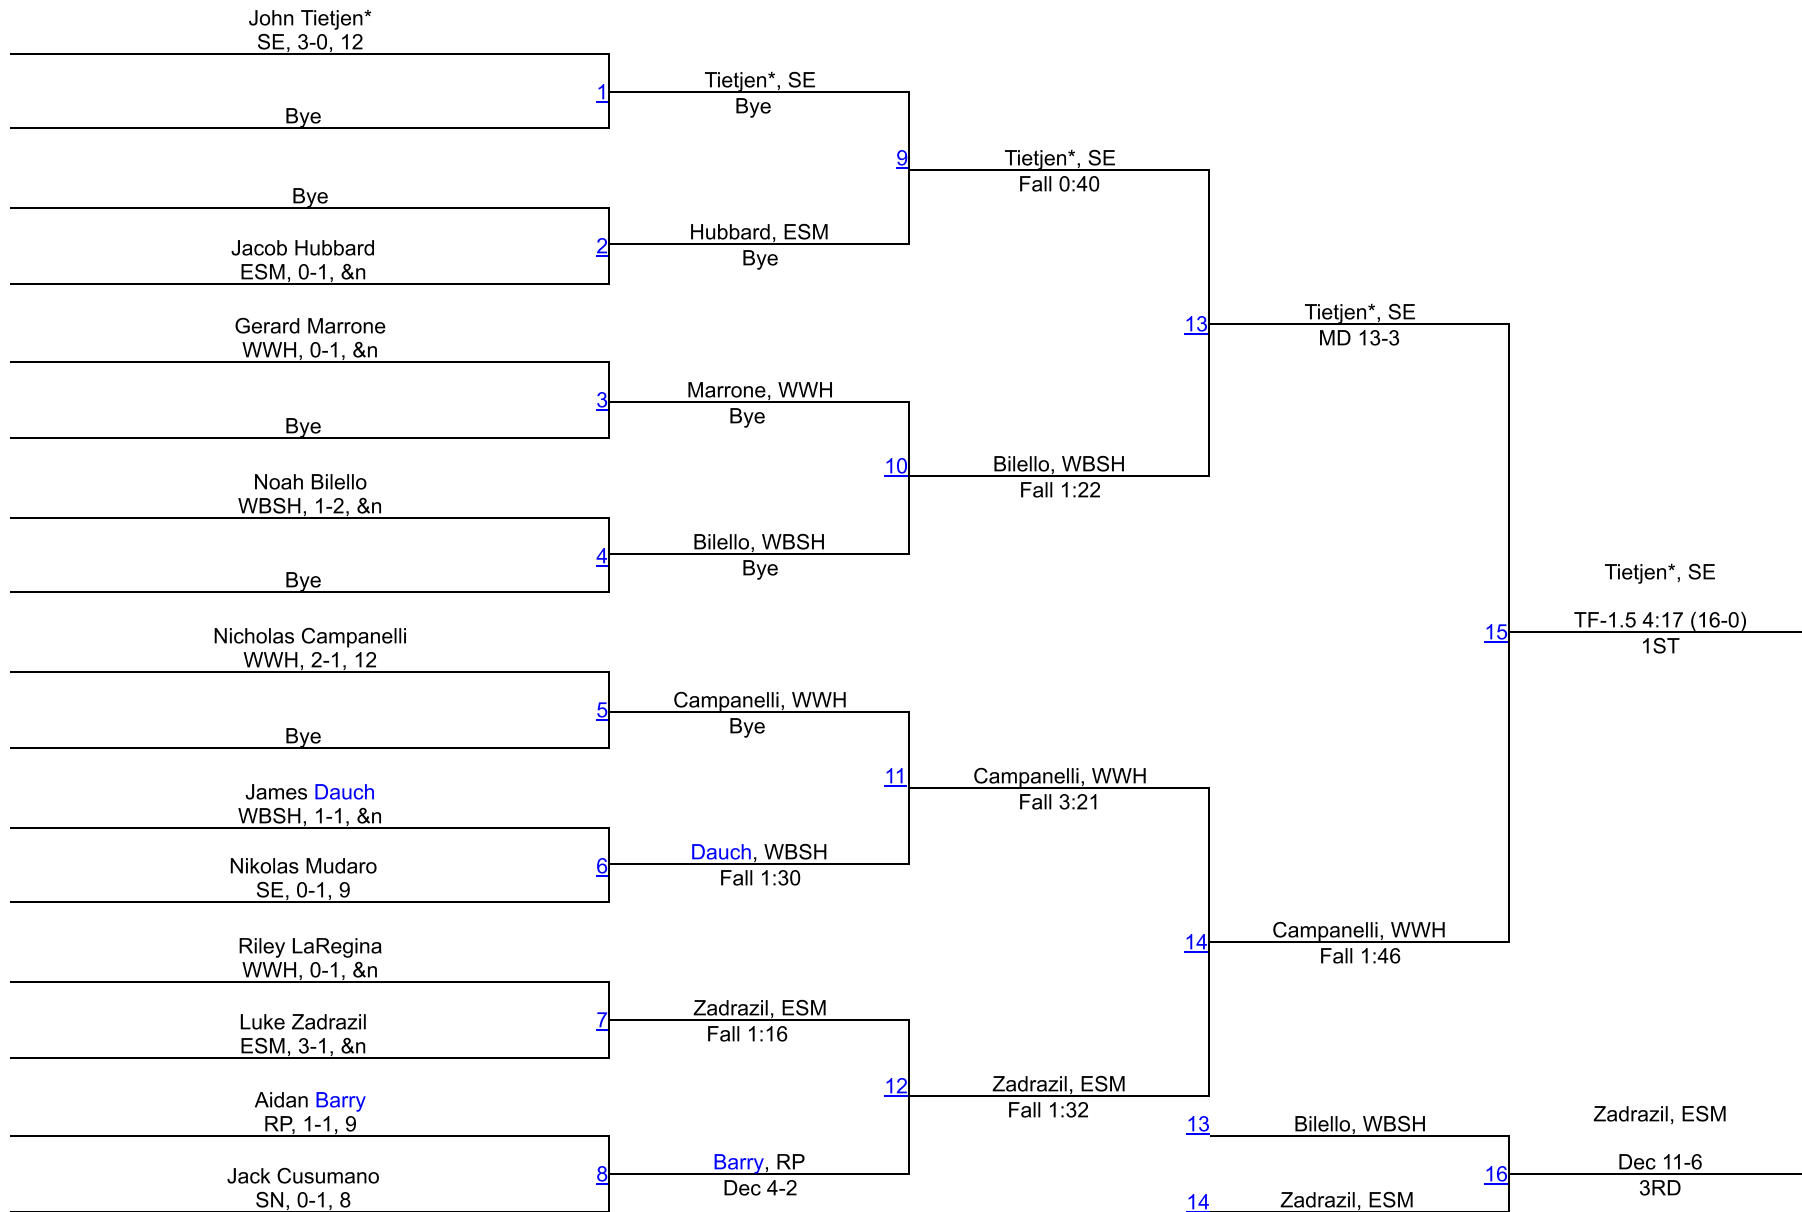 John Tietjen*
SE, 3-0, 12
1
Bye
Tietjen*, SE
Bye
9
Bye
Jacob Hubbard
ESM, 0-1, &n
2
Hubbard, ESM
Bye
Tietjen*, SE
Fall 0:40
13
Gerard Marrone
WWH, 0-1, &n
3
Bye
Marrone, WWH
Bye
10
Noah Bilello
WBSH, 1-2, &n
4
Bye
Bilello, WBSH
Bye
Bilello, WBSH
Fall 1:22
Tietjen*, SE
MD 13-3
15
Nicholas Campanelli
WWH, 2-1, 12
5
Bye
Campanelli, WWH
Bye
11
James Dauch
WBSH, 1-1, &n
6
Nikolas Mudaro
SE, 0-1, 9
Dauch, WBSH
Fall 1:30
Campanelli, WWH
Fall 3:21
14
Riley LaRegina
WWH, 0-1, &n
7
Luke Zadrazil
ESM, 3-1, &n
Zadrazil, ESM
Fall 1:16
12
Aidan Barry
RP, 1-1, 9
8
Jack Cusumano
SN, 0-1, 8
Barry, RP
Dec 4-2
Zadrazil, ESM
Fall 1:32
Campanelli, WWH
Fall 1:46
Tietjen*, SE
TF-1.5 4:17 (16-0)
1ST
13
Bilello, WBSH
16
14
Zadrazil, ESM
Zadrazil, ESM
Dec 11-6
3RD